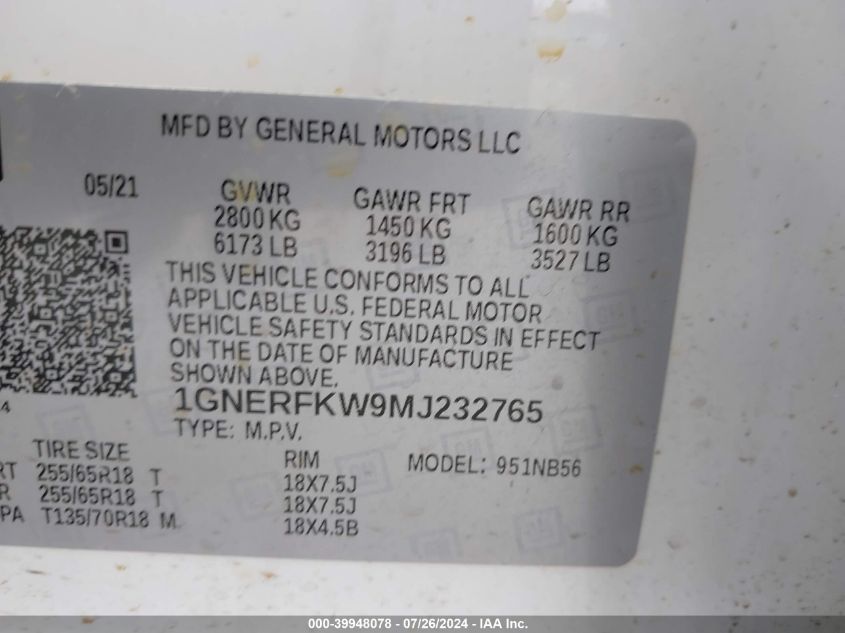 MFD BY GENERAL MOTORS LLC
05/21 GVWR GAWR FRT GAWR RR
2800 KG 1450 KG 1600 KG
6173 LB 3196 LB 3527 LB
THIS VEHICLE CONFORMS TO ALL
APPLICABLE U.S. FEDERAL MOTOR
VEHICLE SAFETY STANDARDS IN EFFECT
ON THE DATE OF MANUFACTURE
SHOWN ABOVE.
1GNERFKW9MJ232765
4
TYPE: M.P.V.
TIRE SIZE RIM MODEL: 951NB56
RT 255/65R18 T 18X7.5J
R 255/65R18 T 18X7.5J
PA T135/70R18 M 18X4.5B
000-39948078 - 07/26/2024 - IAA Inc.